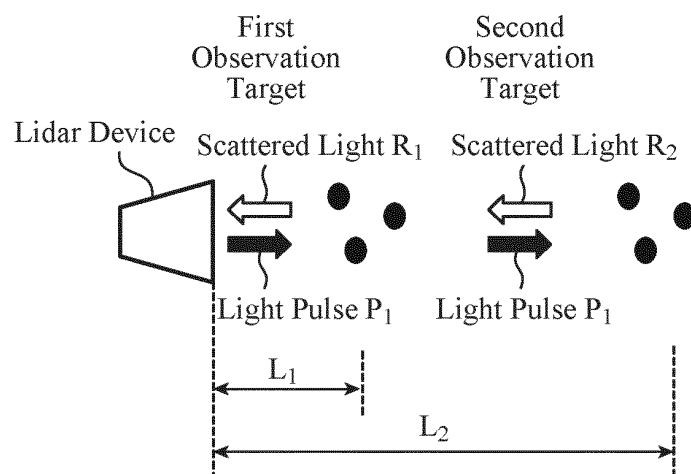 First
Observation
Target
Second
Observation
Target
Lidar Device
Scattered Light R₁
Scattered Light R₂
Light Pulse P₁
Light Pulse P₁
L₁
L₂